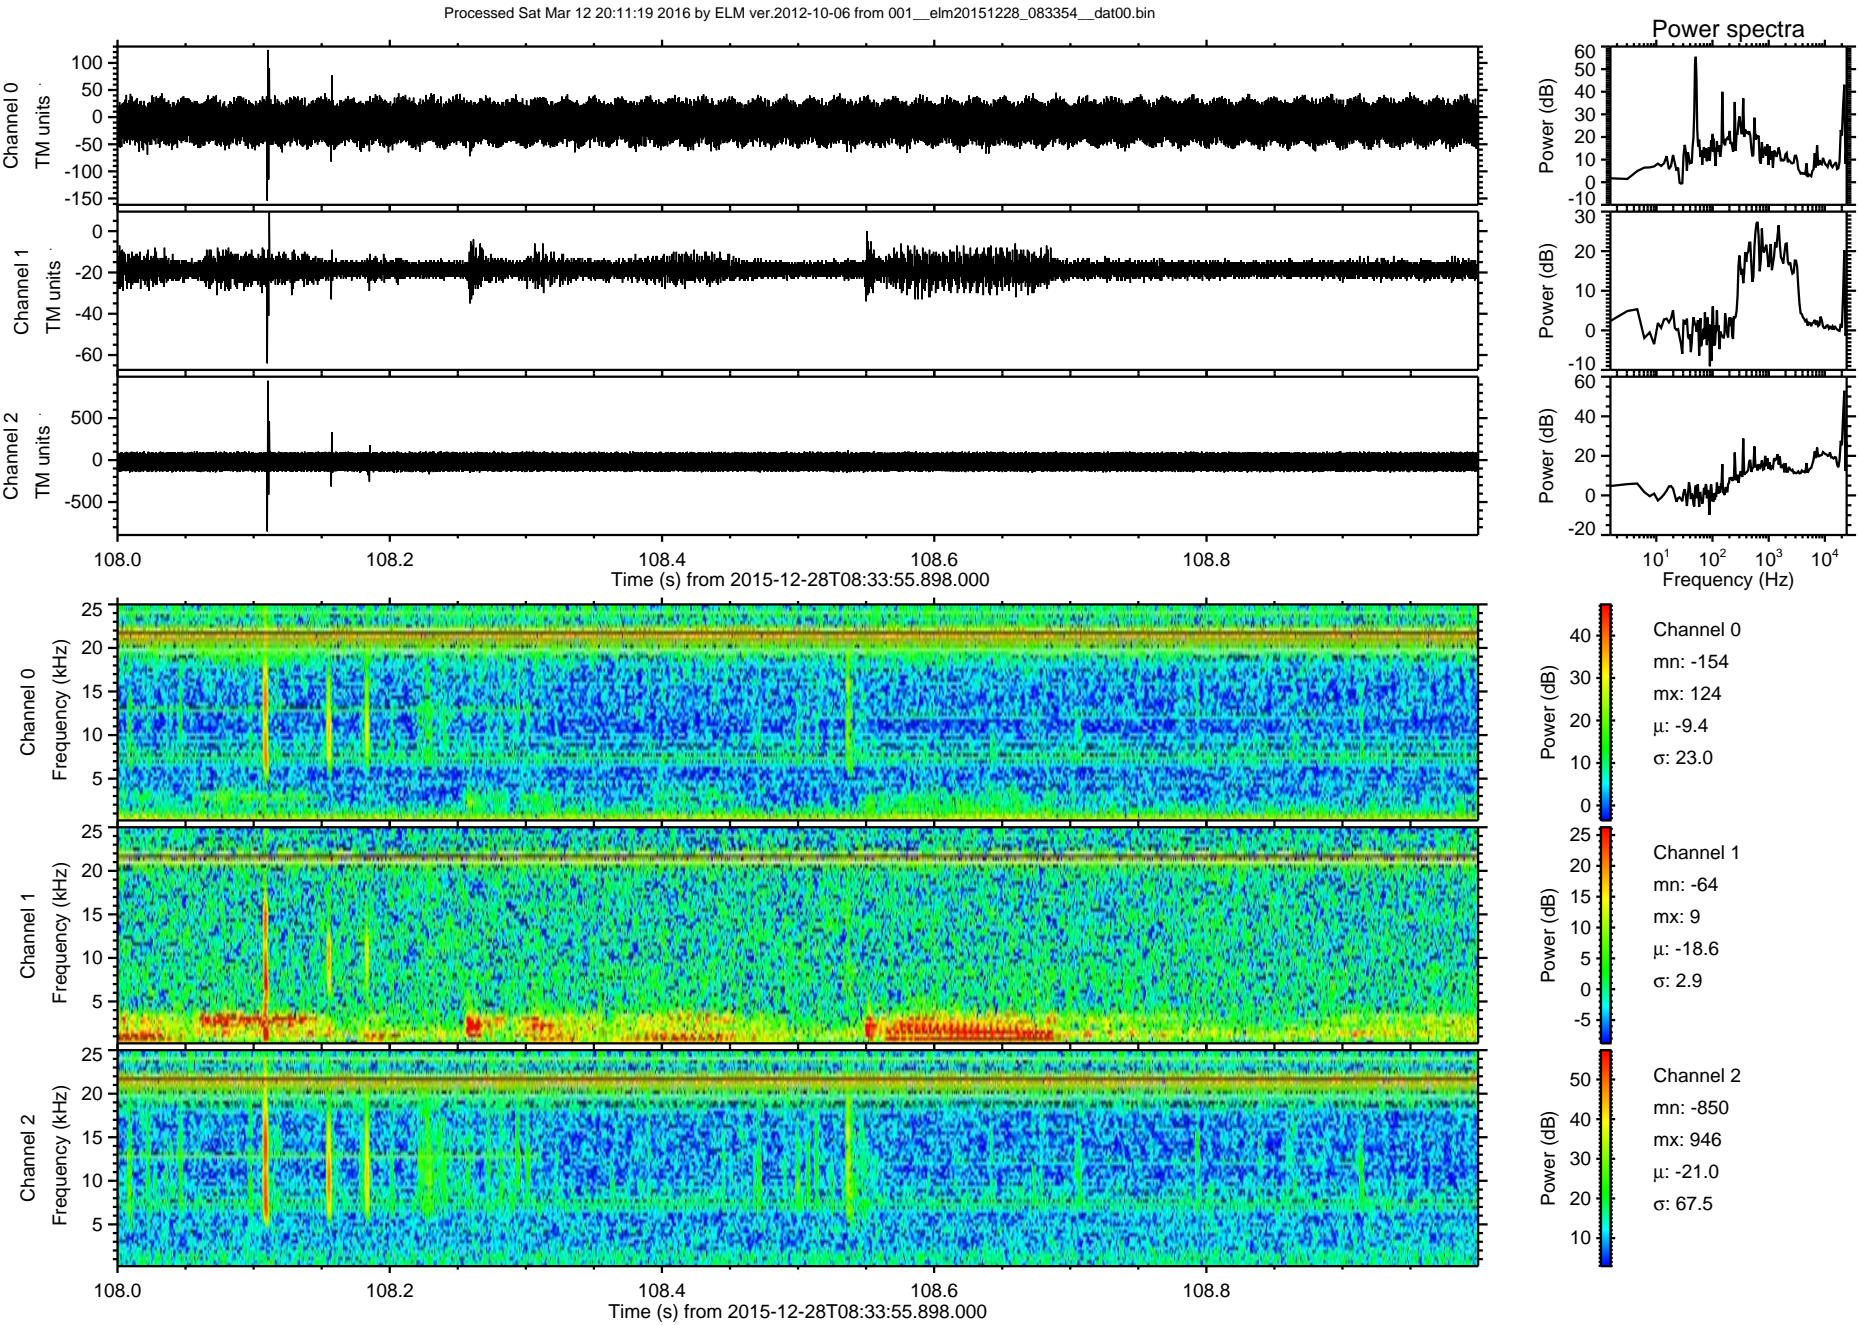 Processed Sat Mar 12 20:11:19 2016 by ELM ver.2012-10-06 from 001__elm20151228_083354__dat00.bin
Power spectra
Channel 0
TM units
100
50
0
-50
-100
-150
Power (dB)
60
50
40
30
20
10
0
-10
Channel 1
TM units
0
-20
-40
-60
Power (dB)
30
20
10
0
-10
Channel 2
TM units
500
0
-500
Power (dB)
60
40
20
0
-20
108.0 108.2 108.4 108.6 108.8
Time (s) from 2015-12-28T08:33:55.898.000
10^1 10^2 10^3 10^4
Frequency (Hz)
Channel 0
Frequency (kHz)
25
20
15
10
5
Power (dB)
40
30
20
10
0
Channel 0
mn: -154
mx: 124
μ: -9.4
σ: 23.0
Channel 1
Frequency (kHz)
25
20
15
10
5
Power (dB)
25
20
15
10
5
0
-5
Channel 1
mn: -64
mx: 9
μ: -18.6
σ: 2.9
Channel 2
Frequency (kHz)
25
20
15
10
5
Power (dB)
50
40
30
20
10
Channel 2
mn: -850
mx: 946
μ: -21.0
σ: 67.5
108.0 108.2 108.4 108.6 108.8
Time (s) from 2015-12-28T08:33:55.898.000